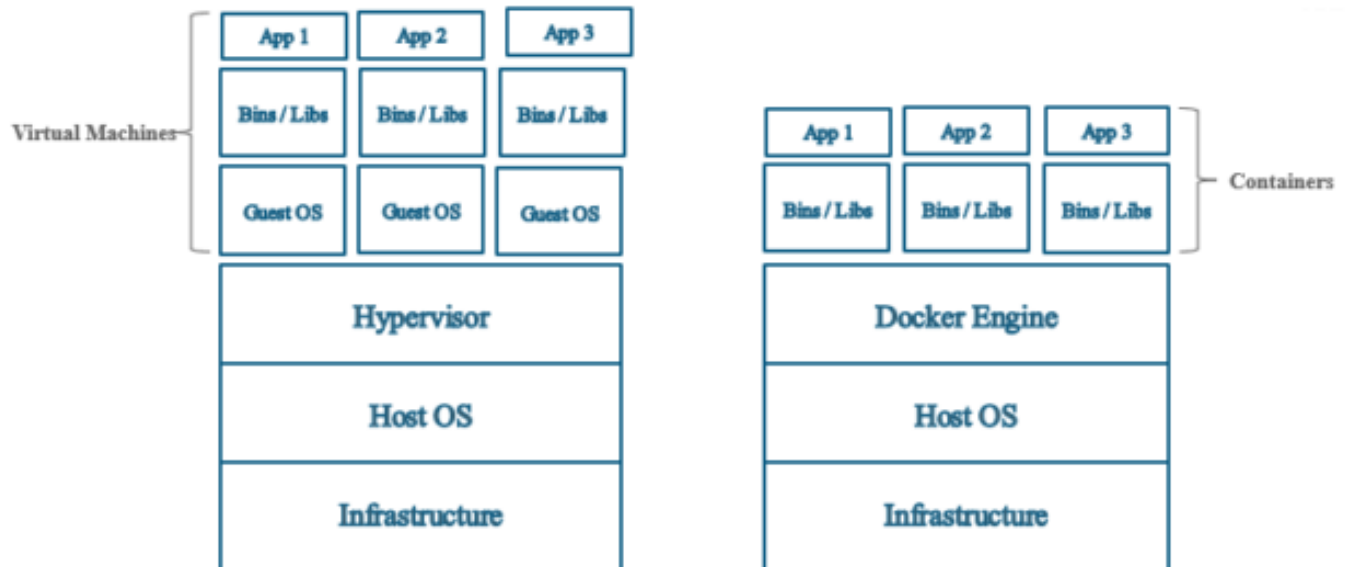 App 1
App 2
App 3
Bins / Libs
Bins / Libs
Bins / Libs
Virtual Machines
Guest OS
Guest OS
Guest OS
Hypervisor
Host OS
Infrastructure
App 1
App 2
App 3
Bins / Libs
Bins / Libs
Bins / Libs
Containers
Docker Engine
Host OS
Infrastructure